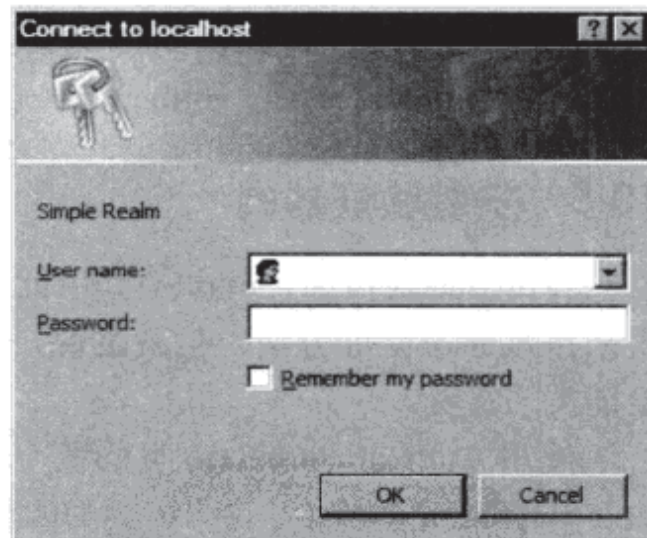 Connect to localhost ? X
Simple Realm
User name:
Password:
Remember my password
OK Cancel